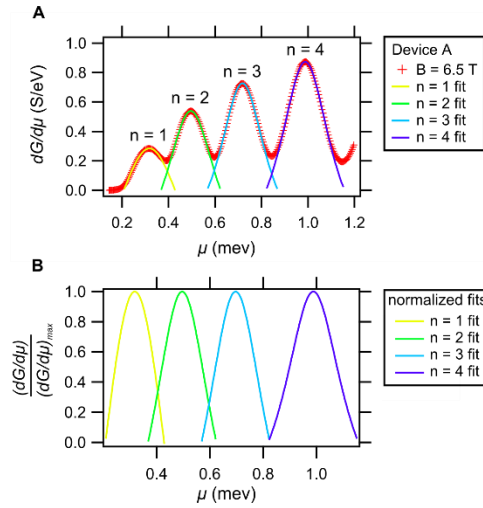 A
dG/dμ (S/eV)
1.0
0.8
0.6
0.4
0.2
0.0
n = 1
n = 2
n = 3
n = 4
0.2 0.4 0.6 0.8 1.0 1.2
μ (mev)
Device A
B = 6.5 T
n = 1 fit
n = 2 fit
n = 3 fit
n = 4 fit
B
(dG/dμ)
(dG/dμ)max
1.0
0.8
0.6
0.4
0.2
0.0
0.4 0.6 0.8 1.0
μ (mev)
normalized fits
n = 1 fit
n = 2 fit
n = 3 fit
n = 4 fit